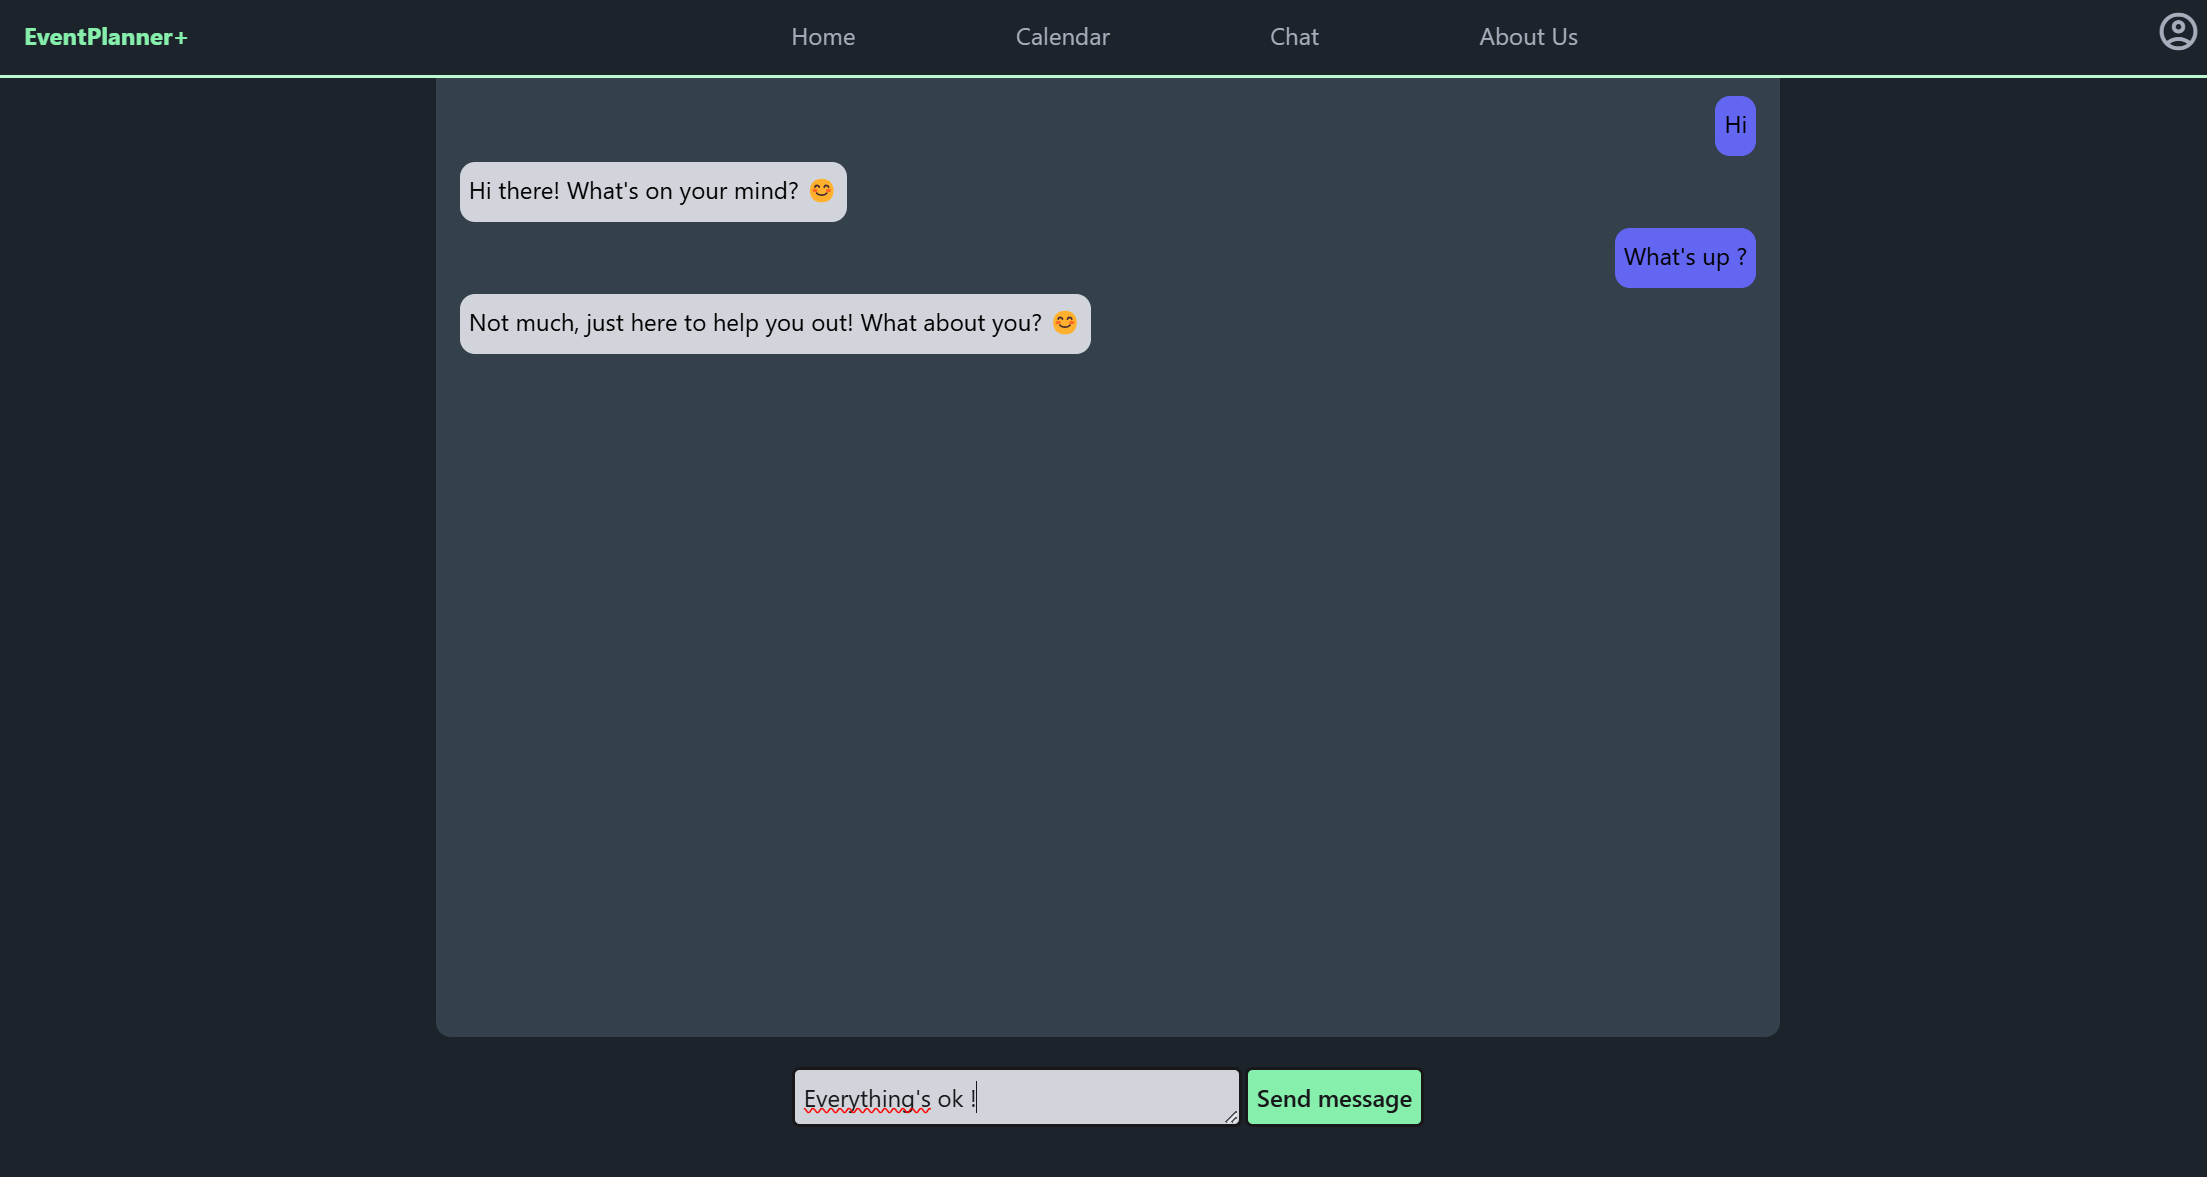 EventPlanner+
Home Calendar Chat About Us
Hi
Hi there! What's on your mind? 😊
What's up ?
Not much, just here to help you out! What about you? 😊
Everything's ok !
Send message